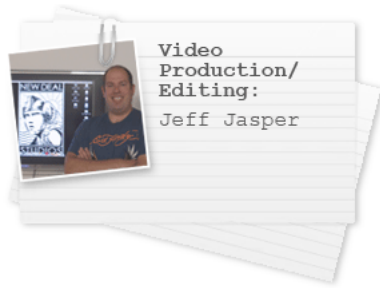 Video
Production/
Editing:
Jeff Jasper
NEW DEAL
STUDIOS